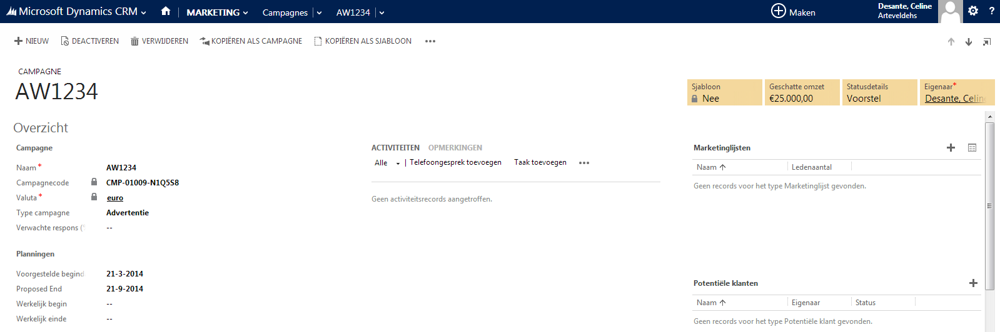 Microsoft Dynamics CRM MARKETING Campagnes AW1234 Maken Desante, Celine Arteveldehs ?
NIEUW DEACTIVEREN VERWIJDEREN KOPIËREN ALS CAMPAGNE KOPIËREN ALS SJABLOON •••
CAMPAGNE
AW1234
Sjabloon Geschatte omzet Statusdetails Eigenaar*
Nee €25.000,00 Voorstel Desante, Celine
Overzicht
Campagne ACTIVITEITEN OPMERKINGEN Marketinglijsten
Alle | Telefoongesprek toevoegen Taak toevoegen •••
Naam * AW1234 Naam ↑ Ledenaantal
Campagnecode CMP-01009-N1Q5S8 Geen records voor het type Marketinglijst gevonden.
Valuta * euro Geen activiteitsrecords aangetroffen.
Type campagne Advertentie
Verwachte respons ( --
Planningen
Voorgestelde begind 21-3-2014
Potentiële klanten
Proposed End 21-9-2014
Werkelijk begin -- Naam ↑ Eigenaar Status
Werkelijk einde -- Geen records voor het type Potentiële klant gevonden.